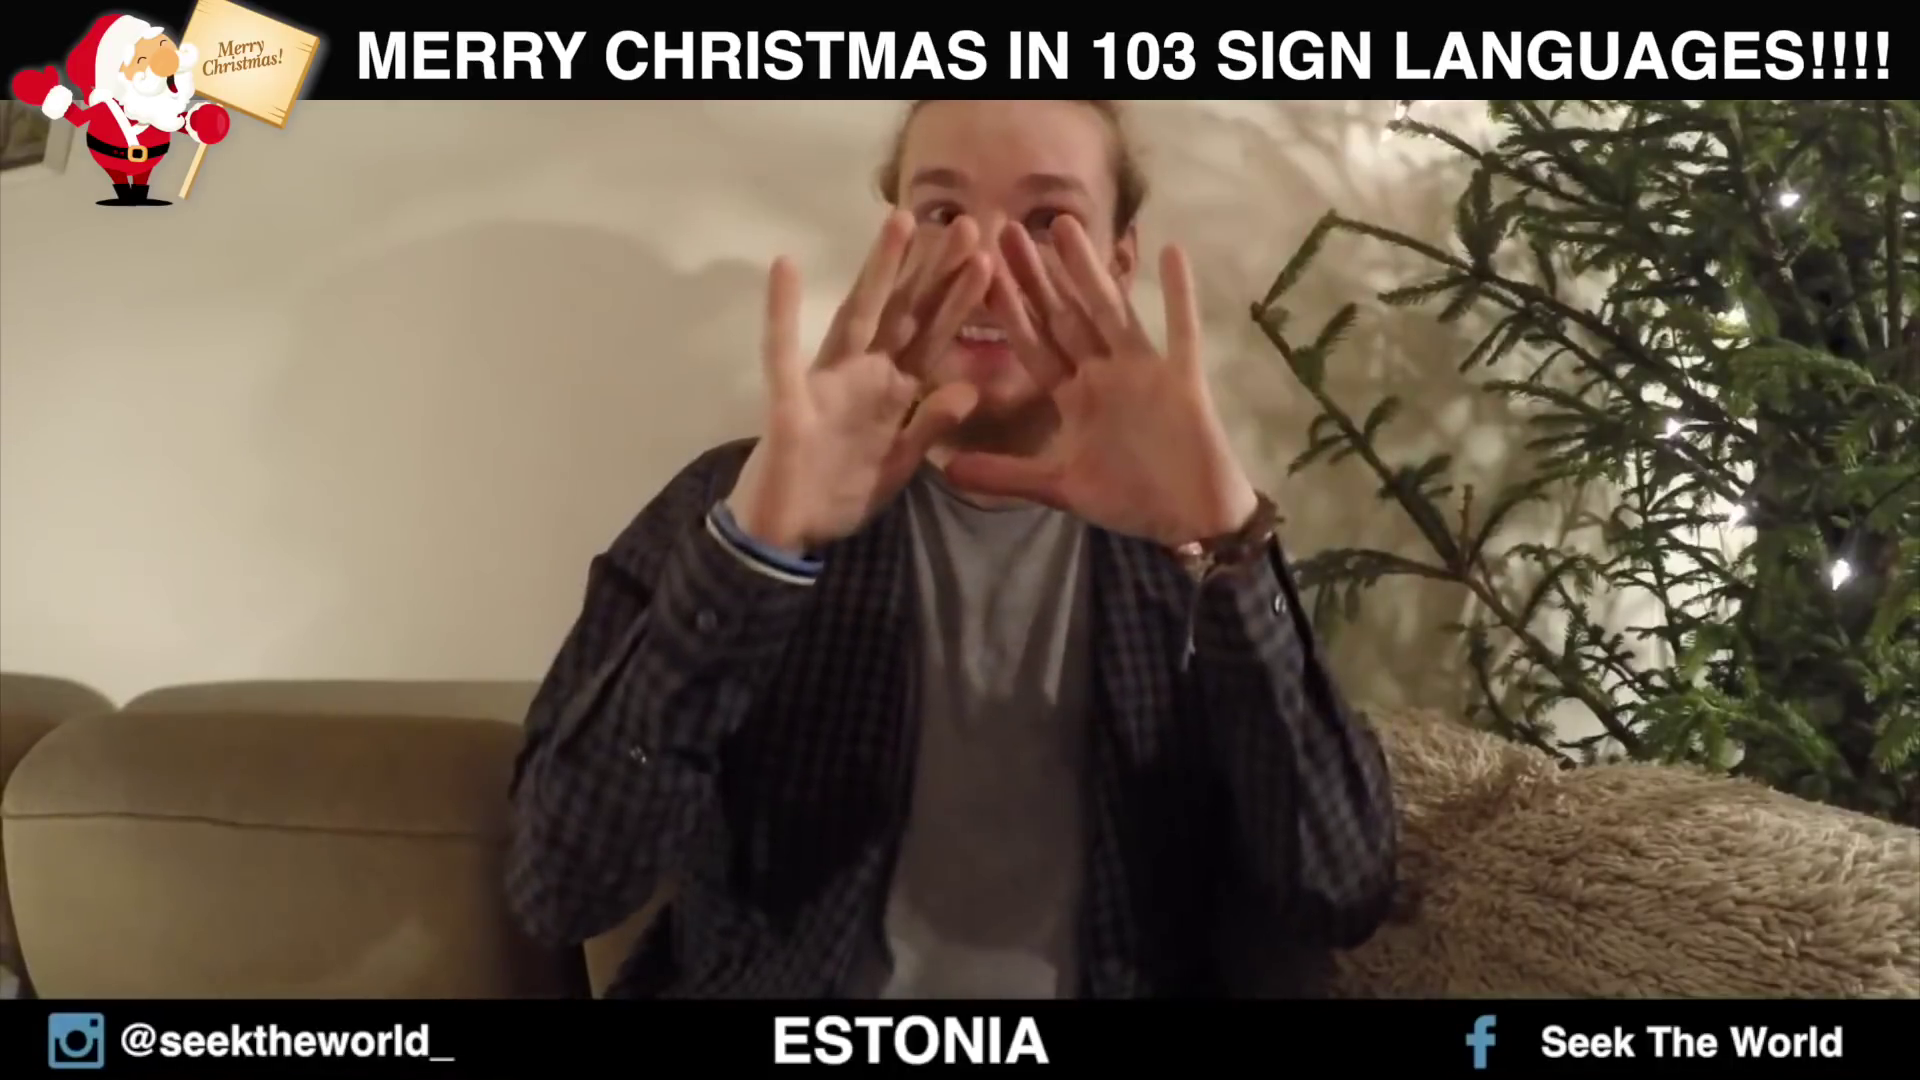 Merry
Christmas!
MERRY CHRISTMAS IN 103 SIGN LANGUAGES!!!!
@seektheworld_
ESTONIA
Seek The World